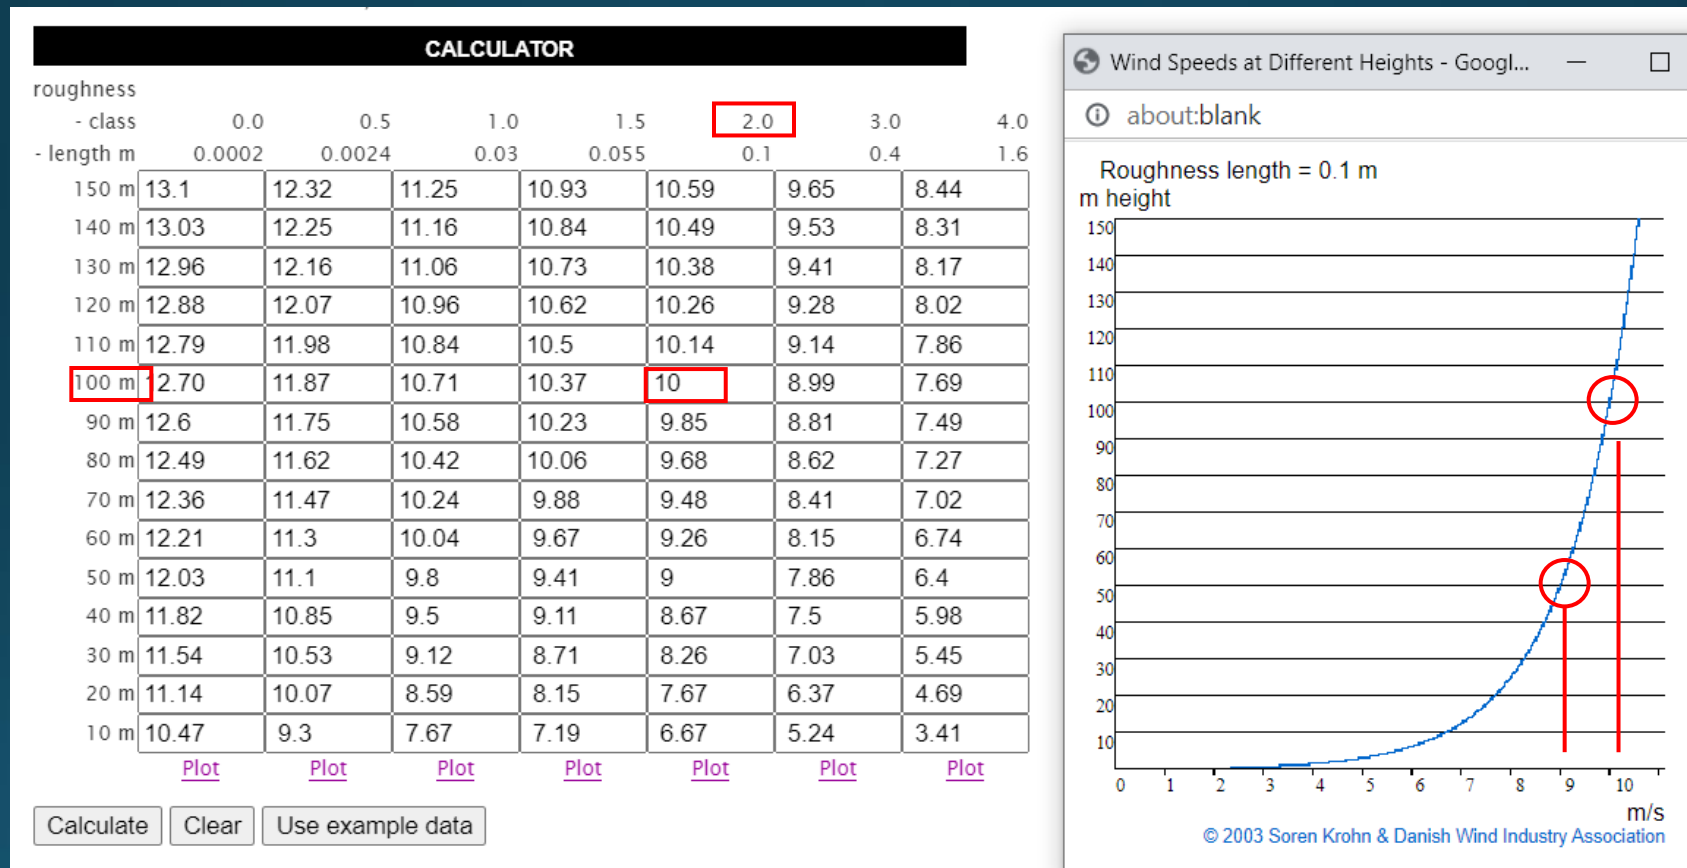 CALCULATOR
roughness
- class 0.0 0.5 1.0 1.5 2.0 3.0 4.0
- length m 0.0002 0.0024 0.03 0.055 0.1 0.4 1.6
150 m 13.1 12.32 11.25 10.93 10.59 9.65 8.44
140 m 13.03 12.25 11.16 10.84 10.49 9.53 8.31
130 m 12.96 12.16 11.06 10.73 10.38 9.41 8.17
120 m 12.88 12.07 10.96 10.62 10.26 9.28 8.02
110 m 12.79 11.98 10.84 10.5 10.14 9.14 7.86
100 m 12.70 11.87 10.71 10.37 10 8.99 7.69
90 m 12.6 11.75 10.58 10.23 9.85 8.81 7.49
80 m 12.49 11.62 10.42 10.06 9.68 8.62 7.27
70 m 12.36 11.47 10.24 9.88 9.48 8.41 7.02
60 m 12.21 11.3 10.04 9.67 9.26 8.15 6.74
50 m 12.03 11.1 9.8 9.41 9 7.86 6.4
40 m 11.82 10.85 9.5 9.11 8.67 7.5 5.98
30 m 11.54 10.53 9.12 8.71 8.26 7.03 5.45
20 m 11.14 10.07 8.59 8.15 7.67 6.37 4.69
10 m 10.47 9.3 7.67 7.19 6.67 5.24 3.41
Plot Plot Plot Plot Plot Plot Plot
Calculate Clear Use example data
Wind Speeds at Different Heights - Googl...
about:blank
Roughness length = 0.1 m
m height
150
140
130
120
110
100
90
80
70
60
50
40
30
20
10
0 1 2 3 4 5 6 7 8 9 10
m/s
© 2003 Soren Krohn & Danish Wind Industry Association